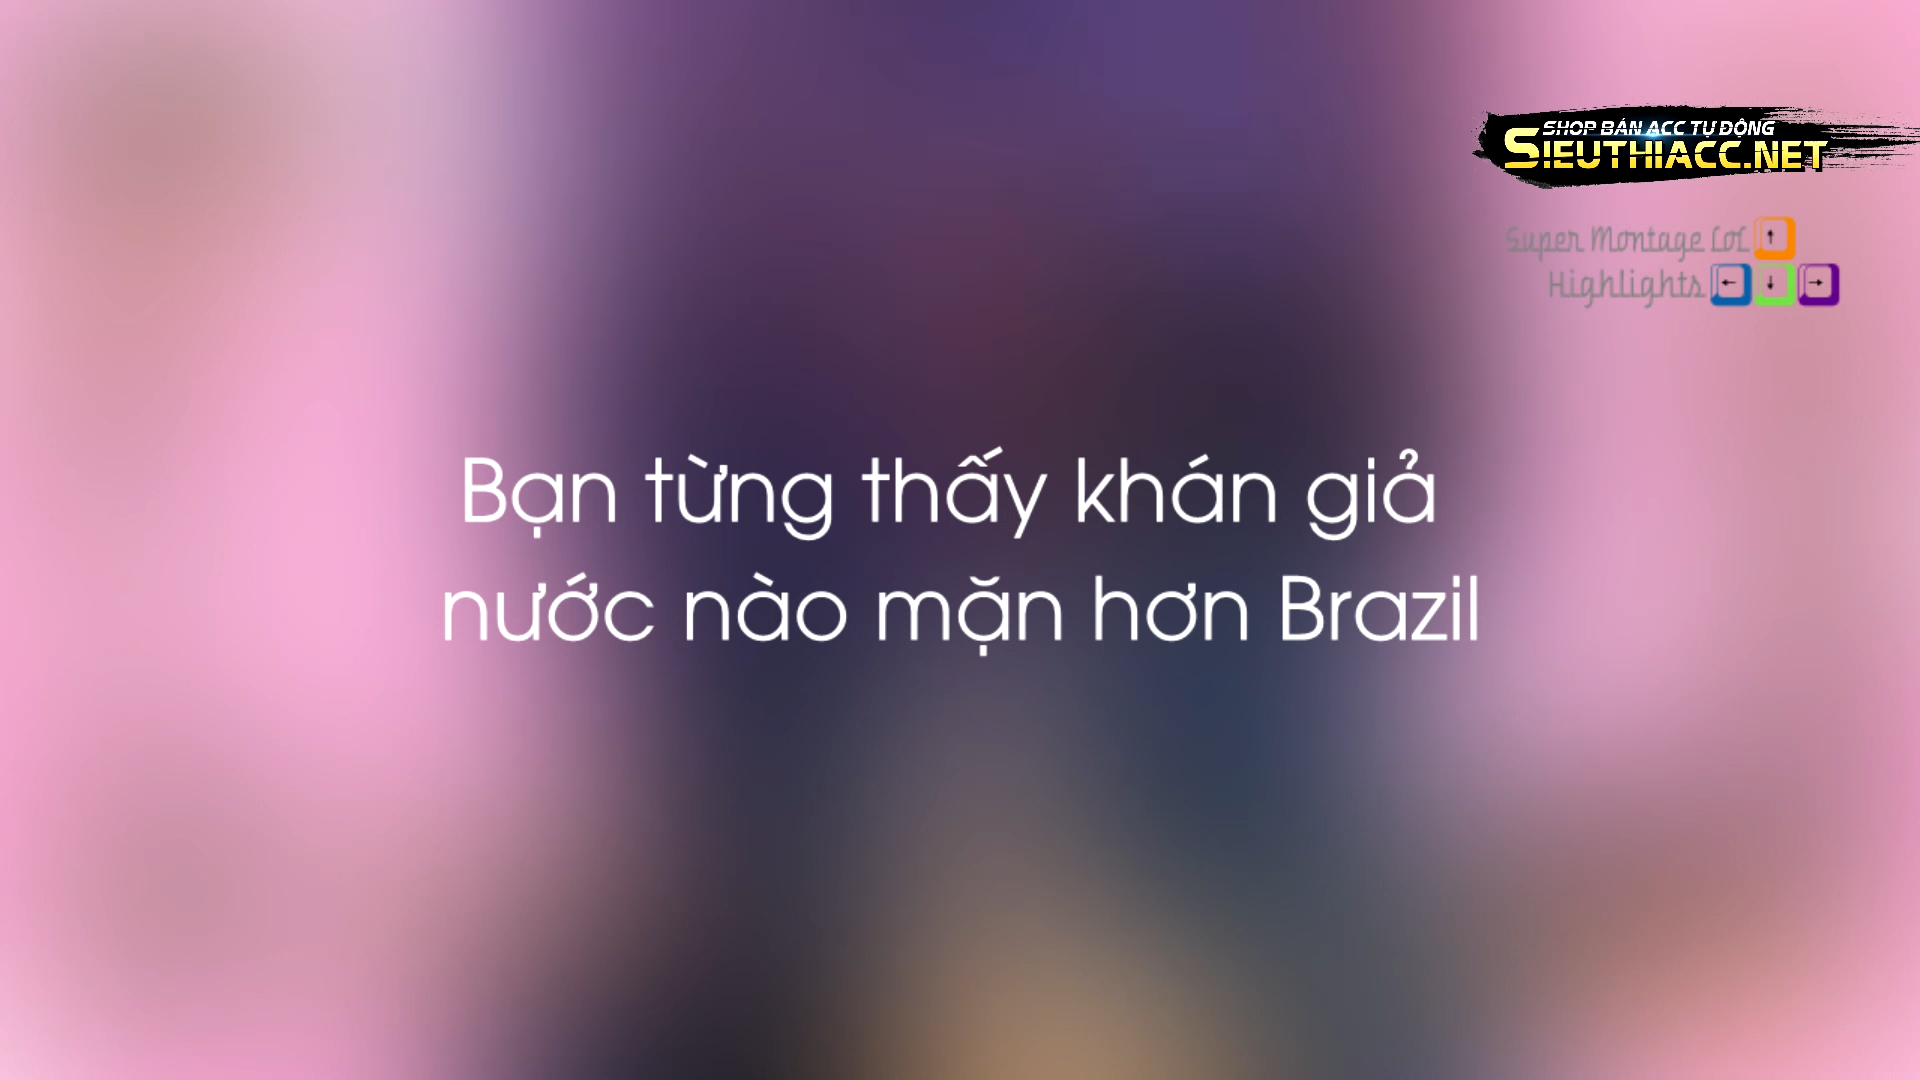 SHOP BÁN ACC TỰ ĐỘNG
SIEUTHIACC.NET
Super Montage LoL ↑
Highlights ← ↓ →
Bạn từng thấy khán giả
nước nào mặn hơn Brazil